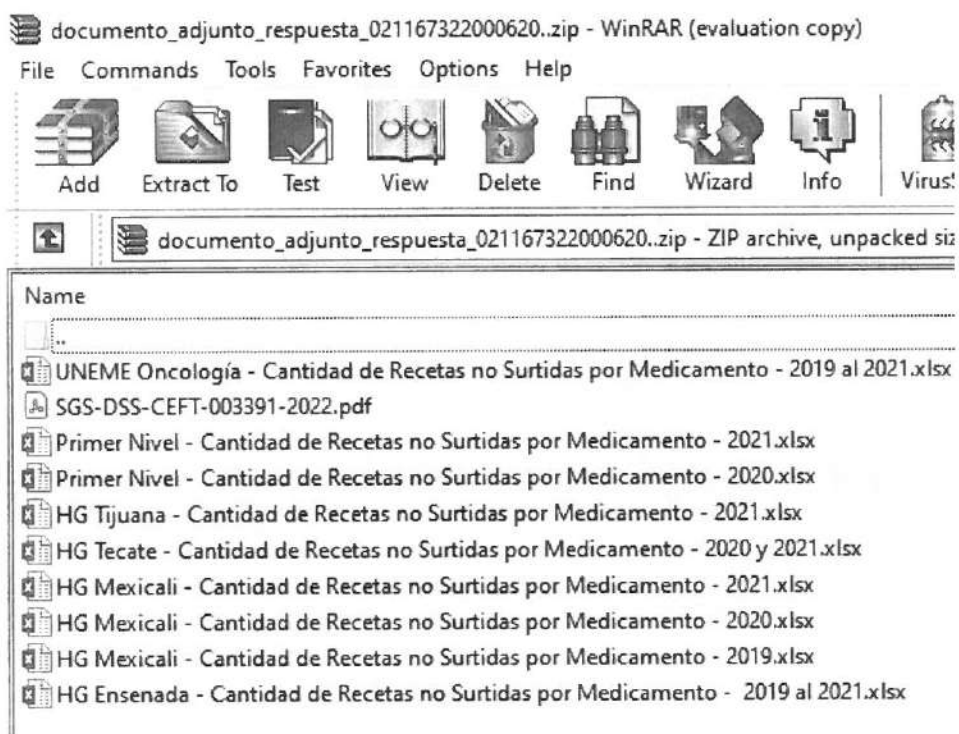 documento_adjunto_respuesta_021167322000620..zip - WinRAR (evaluation copy)
File Commands Tools Favorites Options Help
Add Extract To Test View Delete Find Wizard Info
documento_adjunto_respuesta_021167322000620..zip - ZIP archive, unpacked
Name
..
UNEME Oncología - Cantidad de Recetas no Surtidas por Medicamento - 2019 al 2021.xlsx
SGS-DSS-CEFT-003391-2022.pdf
Primer Nivel - Cantidad de Recetas no Surtidas por Medicamento - 2021.xlsx
Primer Nivel - Cantidad de Recetas no Surtidas por Medicamento - 2020.xlsx
HG Tijuana - Cantidad de Recetas no Surtidas por Medicamento - 2021.xlsx
HG Tecate - Cantidad de Recetas no Surtidas por Medicamento - 2020 y 2021.xlsx
HG Mexicali - Cantidad de Recetas no Surtidas por Medicamento - 2021.xlsx
HG Mexicali - Cantidad de Recetas no Surtidas por Medicamento - 2020.xlsx
HG Mexicali - Cantidad de Recetas no Surtidas por Medicamento - 2019.xlsx
HG Ensenada - Cantidad de Recetas no Surtidas por Medicamento - 2019 al 2021.xlsx